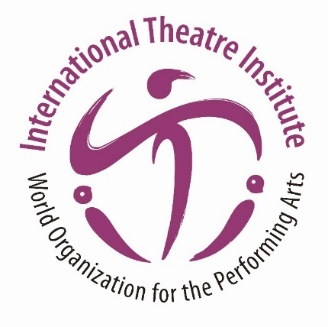 International Theatre Institute
World Organization for the Performing Arts